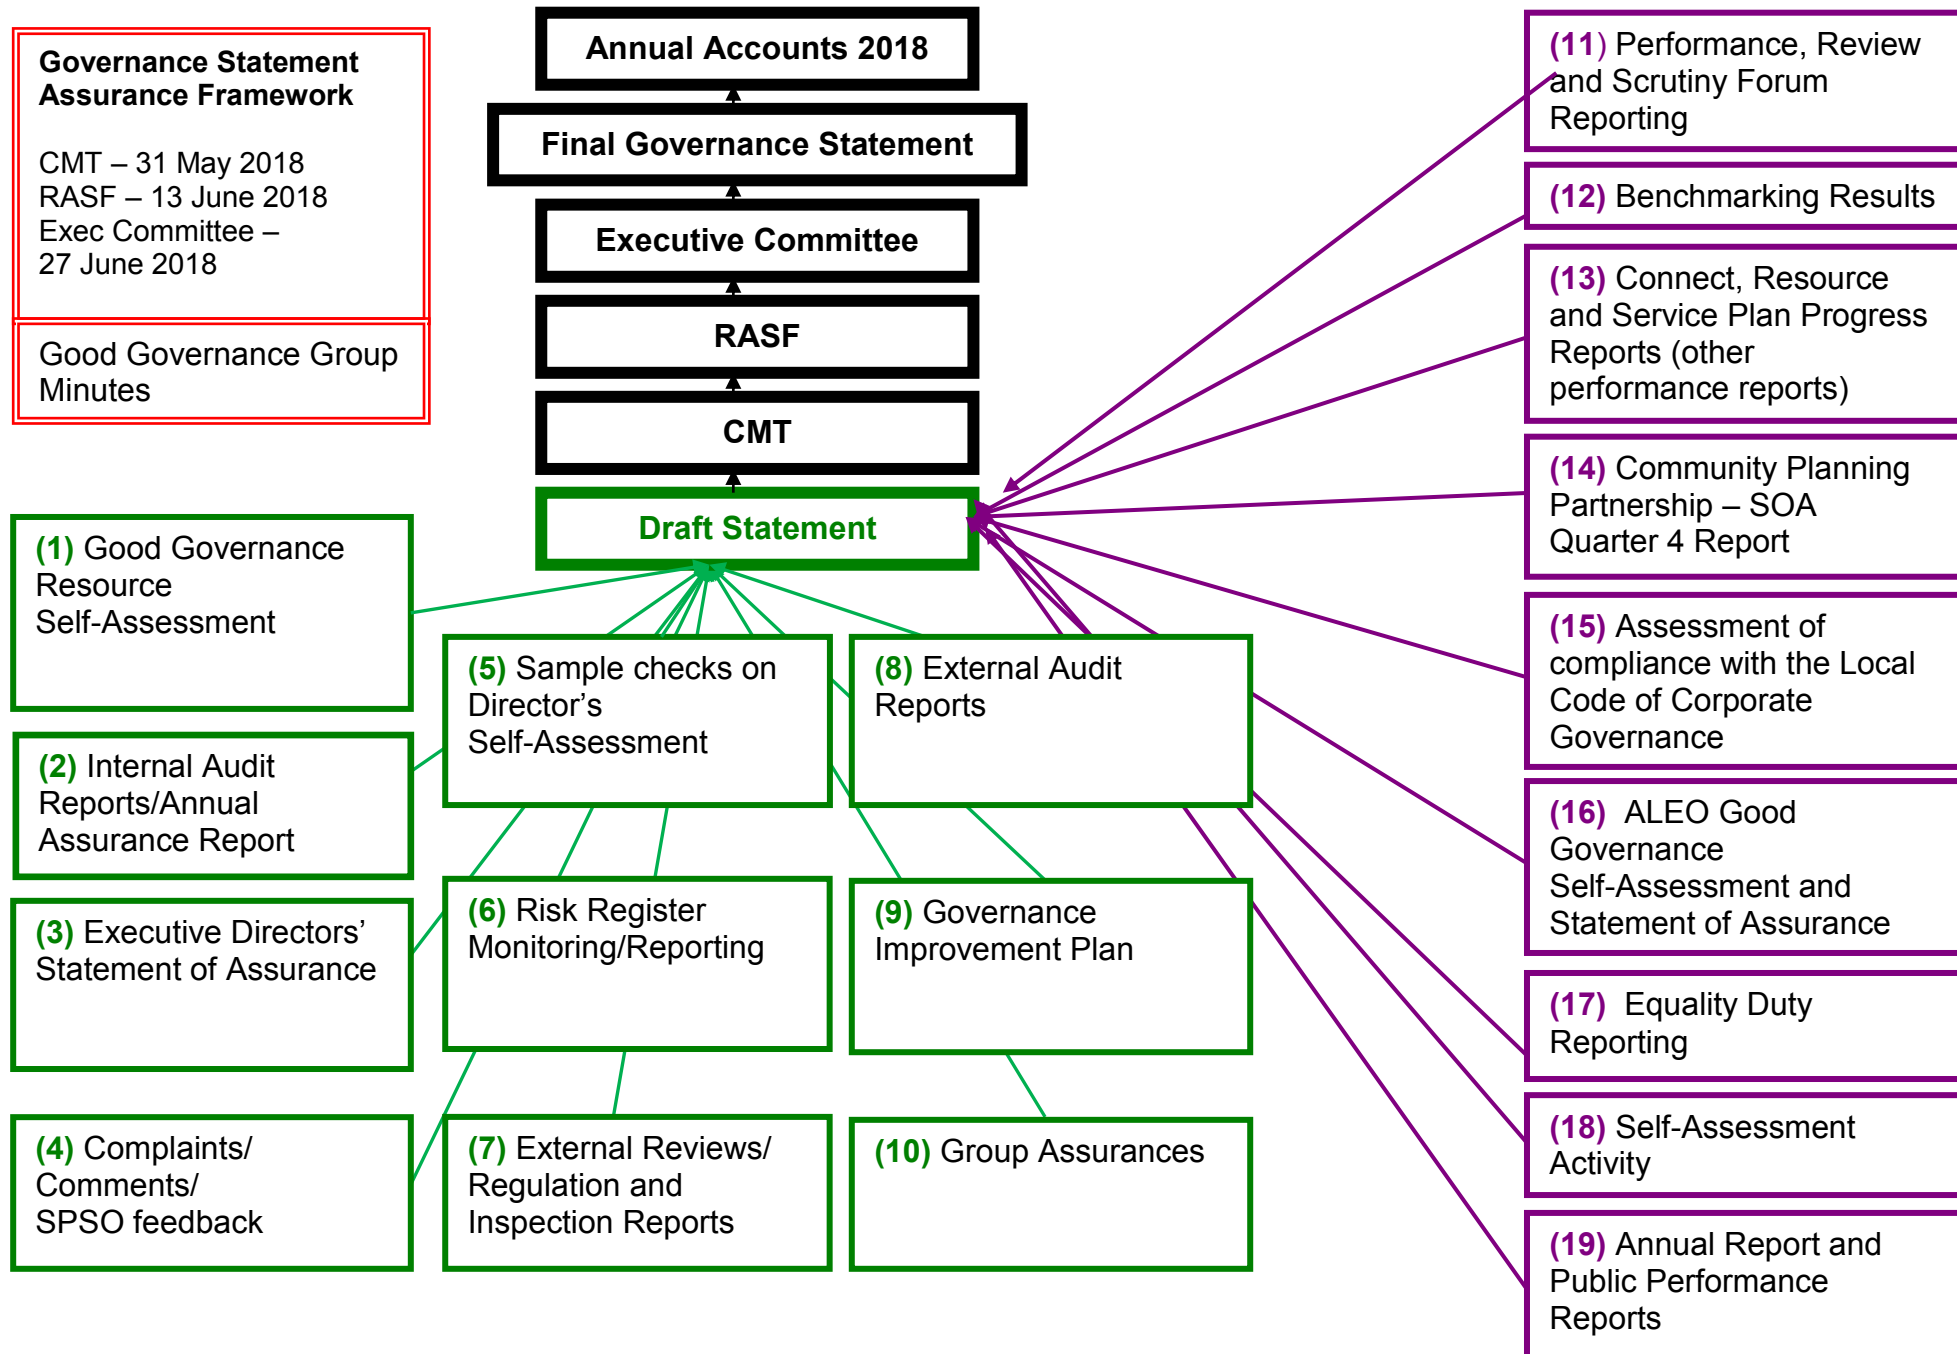 Governance Statement
Assurance Framework
CMT – 31 May 2018
RASF – 13 June 2018
Exec Committee –
27 June 2018
Good Governance Group
Minutes
Annual Accounts 2018
Final Governance Statement
Executive Committee
RASF
CMT
Draft Statement
(1) Good Governance
Resource
Self-Assessment
(2) Internal Audit
Reports/Annual
Assurance Report
(3) Executive Directors’
Statement of Assurance
(4) Complaints/
Comments/
SPSO feedback
(5) Sample checks on
Director’s
Self-Assessment
(6) Risk Register
Monitoring/Reporting
(7) External Reviews/
Regulation and
Inspection Reports
(8) External Audit
Reports
(9) Governance
Improvement Plan
(10) Group Assurances
(11) Performance, Review
and Scrutiny Forum
Reporting
(12) Benchmarking Results
(13) Connect, Resource
and Service Plan Progress
Reports (other
performance reports)
(14) Community Planning
Partnership – SOA
Quarter 4 Report
(15) Assessment of
compliance with the Local
Code of Corporate
Governance
(16) ALEO Good
Governance
Self-Assessment and
Statement of Assurance
(17) Equality Duty
Reporting
(18) Self-Assessment
Activity
(19) Annual Report and
Public Performance
Reports